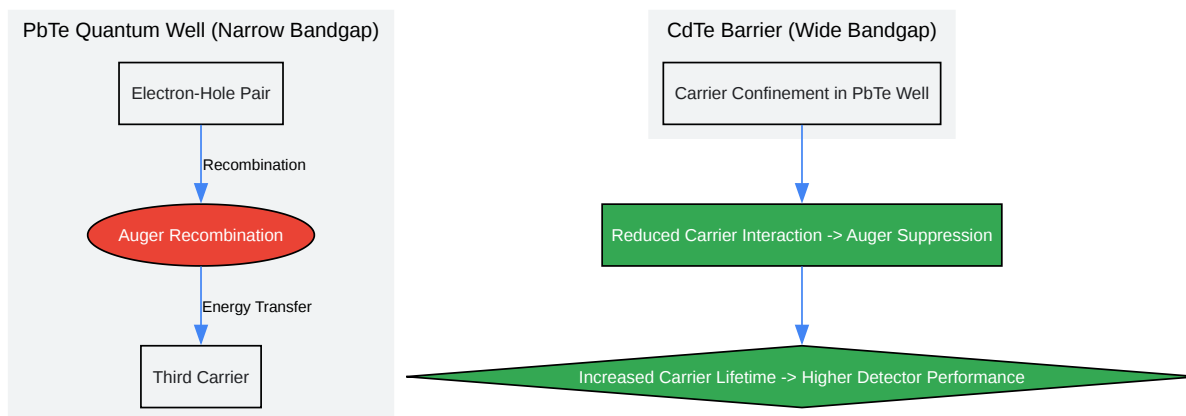 PbTe Quantum Well (Narrow Bandgap)
Electron-Hole Pair
Recombination
Auger Recombination
Energy Transfer
Third Carrier
CdTe Barrier (Wide Bandgap)
Carrier Confinement in PbTe Well
Reduced Carrier Interaction -> Auger Suppression
Increased Carrier Lifetime -> Higher Detector Performance